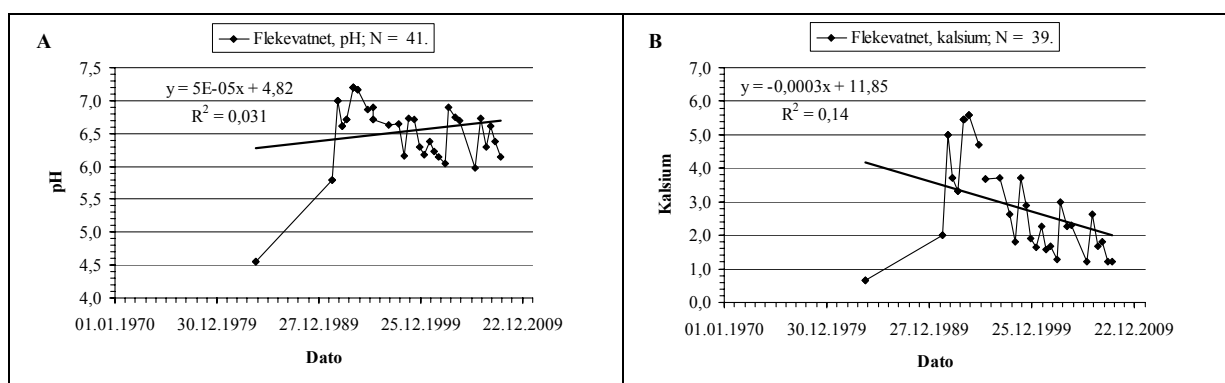 A
Flekevatnet, pH; N = 41.
7,5
7,0
6,5
6,0
5,5
5,0
4,5
4,0
pH
y = 5E-05x + 4,82
R² = 0,031
01.01.1970 30.12.1979 27.12.1989 25.12.1999 22.12.2009
Dato
B
Flekevatnet, kalsium; N = 39.
7,0
6,0
5,0
4,0
3,0
2,0
1,0
0,0
Kalsium
y = -0,0003x + 11,85
R² = 0,14
01.01.1970 30.12.1979 27.12.1989 25.12.1999 22.12.2009
Dato